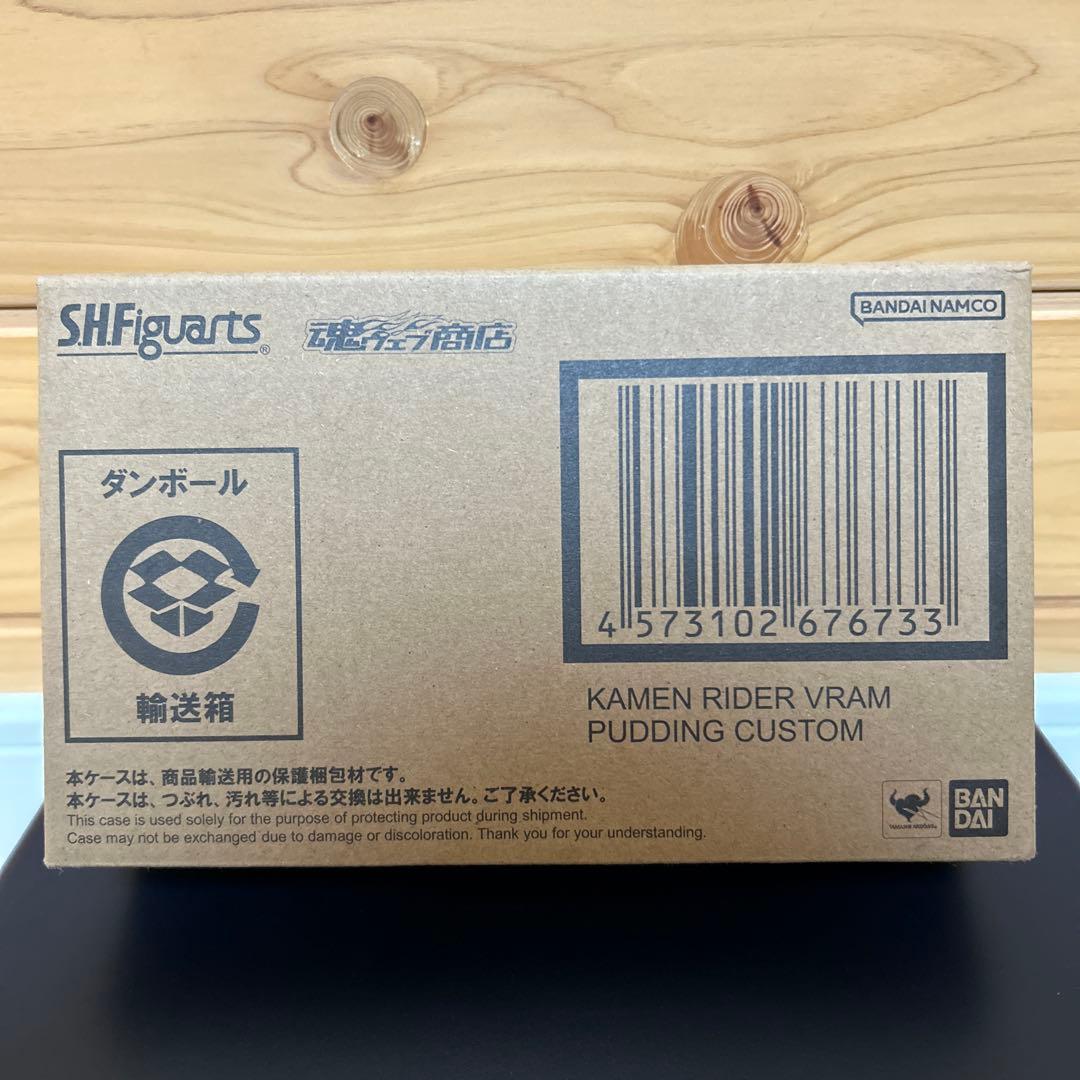 S.H.Figuarts®
魂ウェブ商店
BANDAI NAMCO
ダンボール
輸送箱
4 573102 676733
KAMEN RIDER VRAM
PUDDING CUSTOM
本ケースは、商品輸送用の保護梱包材です。
本ケースは、つぶれ、汚れ等による交換は出来ません。ご了承ください。
This case is used solely for the purpose of protecting product during shipment.
Case may not be exchanged due to damage or discoloration. Thank you for your understanding.
TAMASHII NATIONS
BAN
DAI